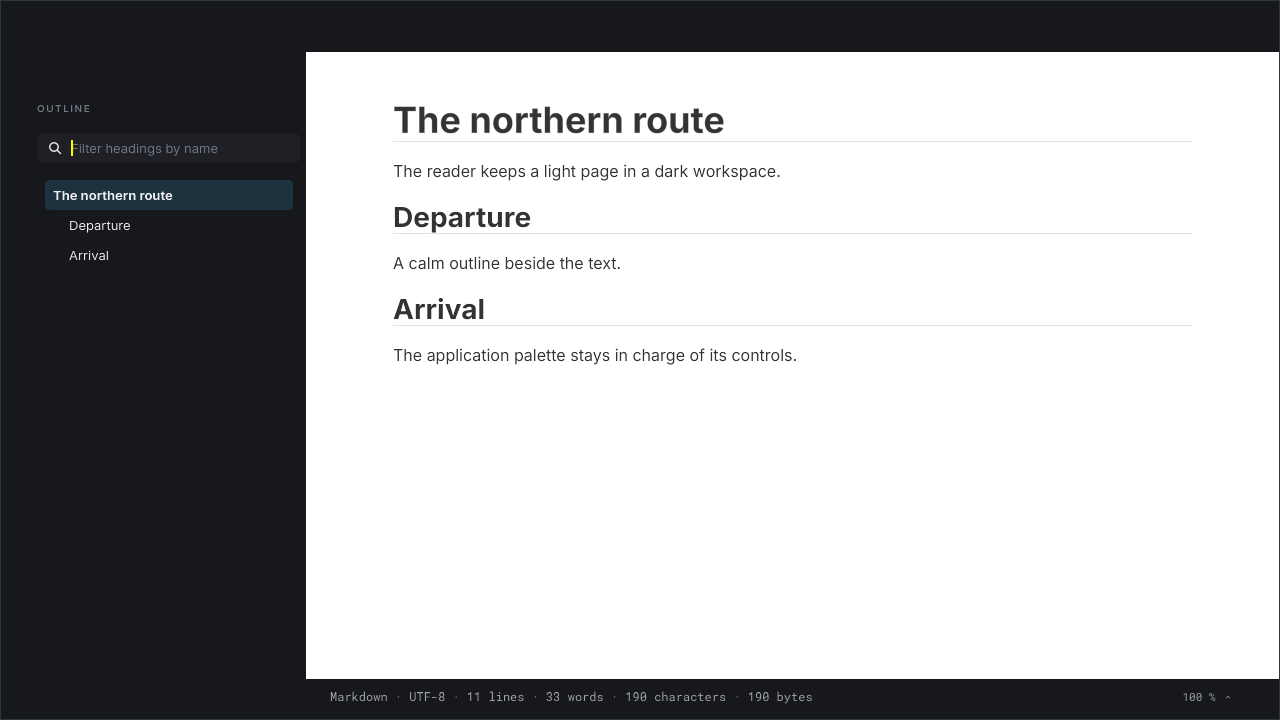 OUTLINE
Filter headings by name
The northern route
Departure
Arrival
The northern route
The reader keeps a light page in a dark workspace.
Departure
A calm outline beside the text.
Arrival
The application palette stays in charge of its controls.
Markdown · UTF-8 · 11 lines · 33 words · 190 characters · 190 bytes
100 %